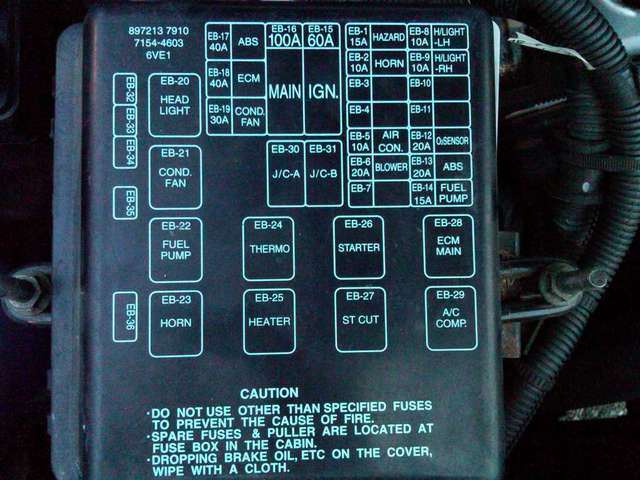 897213 7910
7154-4603
6VE1
EB-17
40A
ABS
EB-16
100A
EB-15
60A
EB-1
15A
HAZARD
EB-8
10A
H/LIGHT
-LH
EB-18
40A
ECM
MAIN
IGN.
EB-2
10A
HORN
EB-9
10A
H/LIGHT
-RH
EB-19
30A
COND.
FAN
EB-3
EB-10
EB-4
EB-11
EB-5
10A
AIR
CON.
EB-12
20A
O₂SENSOR
EB-6
20A
BLOWER
EB-13
20A
ABS
EB-7
EB-14
15A
FUEL
PUMP
EB-32
EB-33
EB-34
EB-35
EB-36
EB-20
HEAD
LIGHT
EB-21
COND.
FAN
EB-30
J/C-A
EB-31
J/C-B
EB-22
FUEL
PUMP
EB-24
THERMO
EB-26
STARTER
EB-28
ECM
MAIN
EB-23
HORN
EB-25
HEATER
EB-27
ST CUT
EB-29
A/C
COMP.
CAUTION
·DO NOT USE OTHER THAN SPECIFIED FUSES
TO PREVENT THE CAUSE OF FIRE.
·SPARE FUSES & PULLER ARE LOCATED AT
FUSE BOX IN THE CABIN.
·DROPPING BRAKE OIL, ETC ON THE COVER,
WIPE WITH A CLOTH.